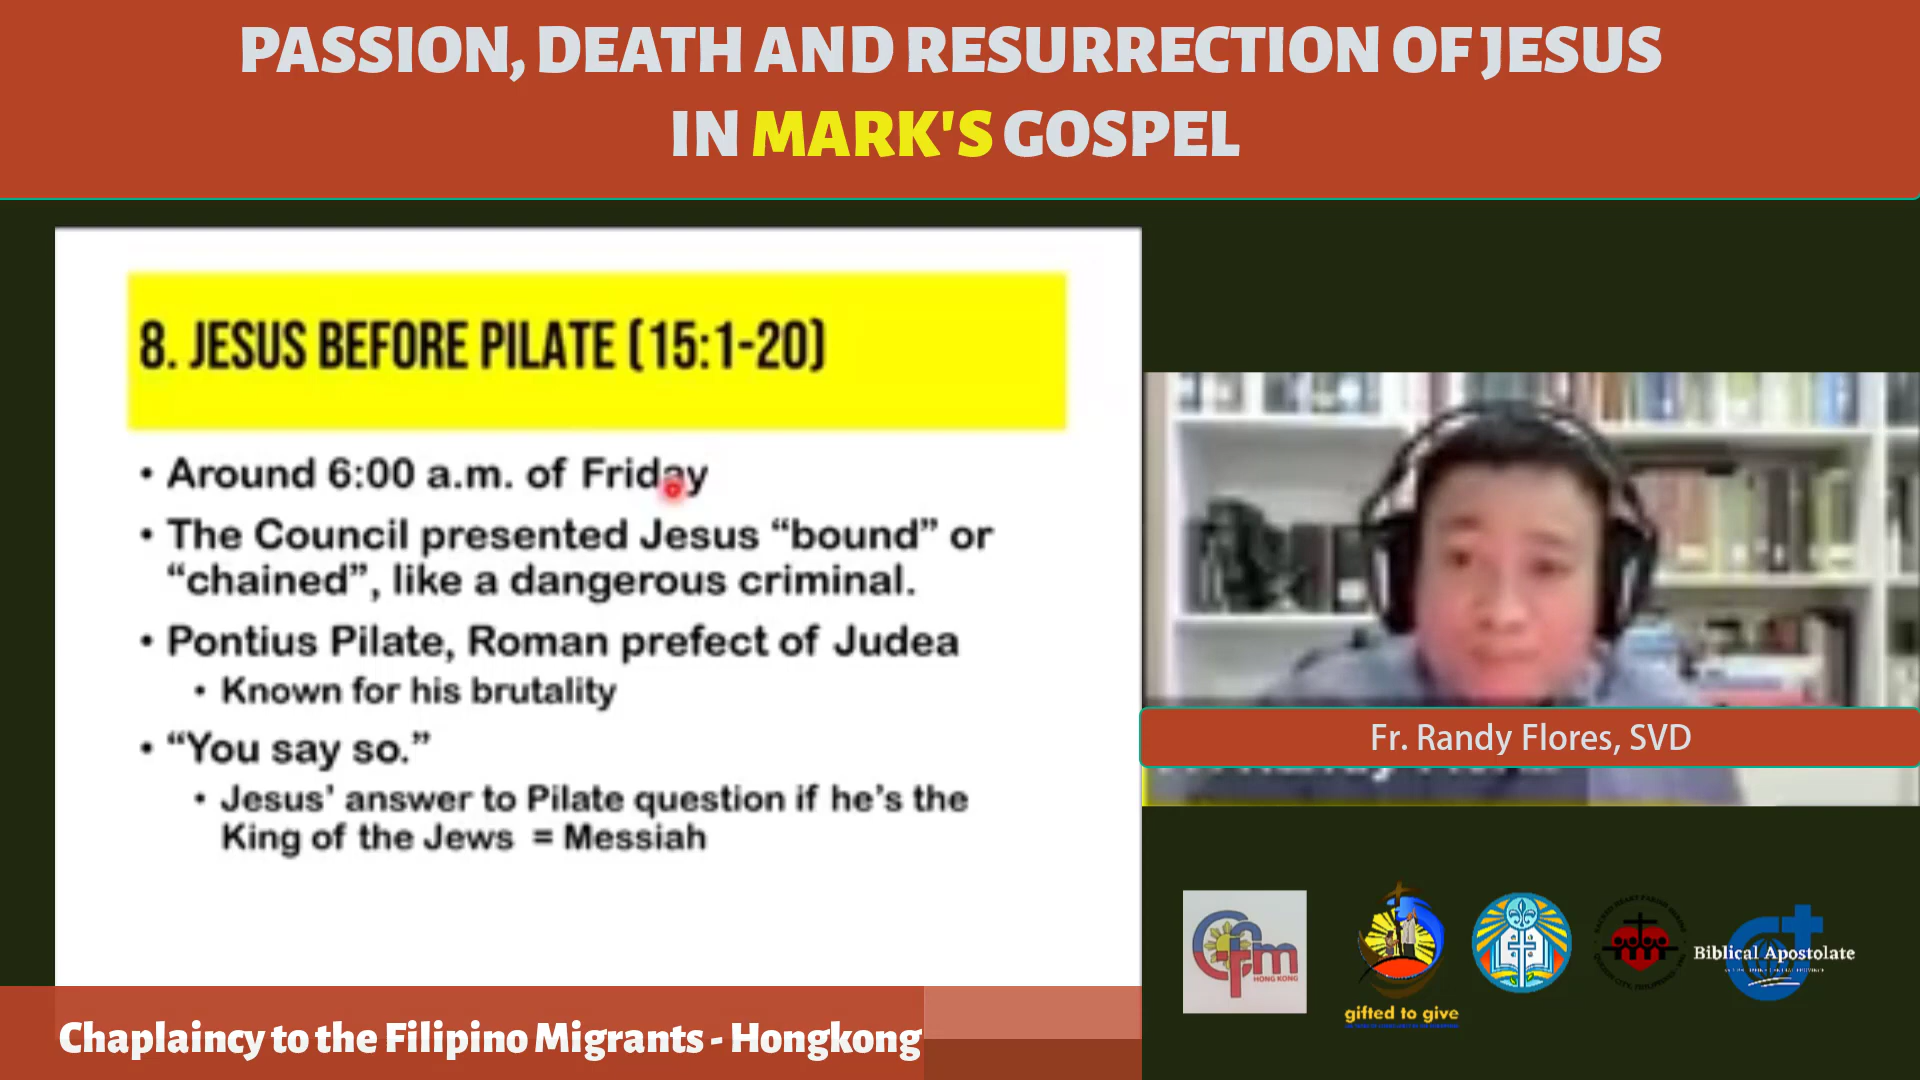 PASSION, DEATH AND RESURRECTION OF JESUS
IN MARK'S GOSPEL
8. JESUS BEFORE PILATE (15:1-20)
• Around 6:00 a.m. of Friday
• The Council presented Jesus “bound” or
“chained”, like a dangerous criminal.
• Pontius Pilate, Roman prefect of Judea
• Known for his brutality
• “You say so.”
• Jesus’ answer to Pilate question if he’s the
King of the Jews = Messiah
Fr. Randy Flores, SVD
Cfm
HONG KONG
gifted to give
Biblical Apostolate
Chaplaincy to the Filipino Migrants - Hongkong